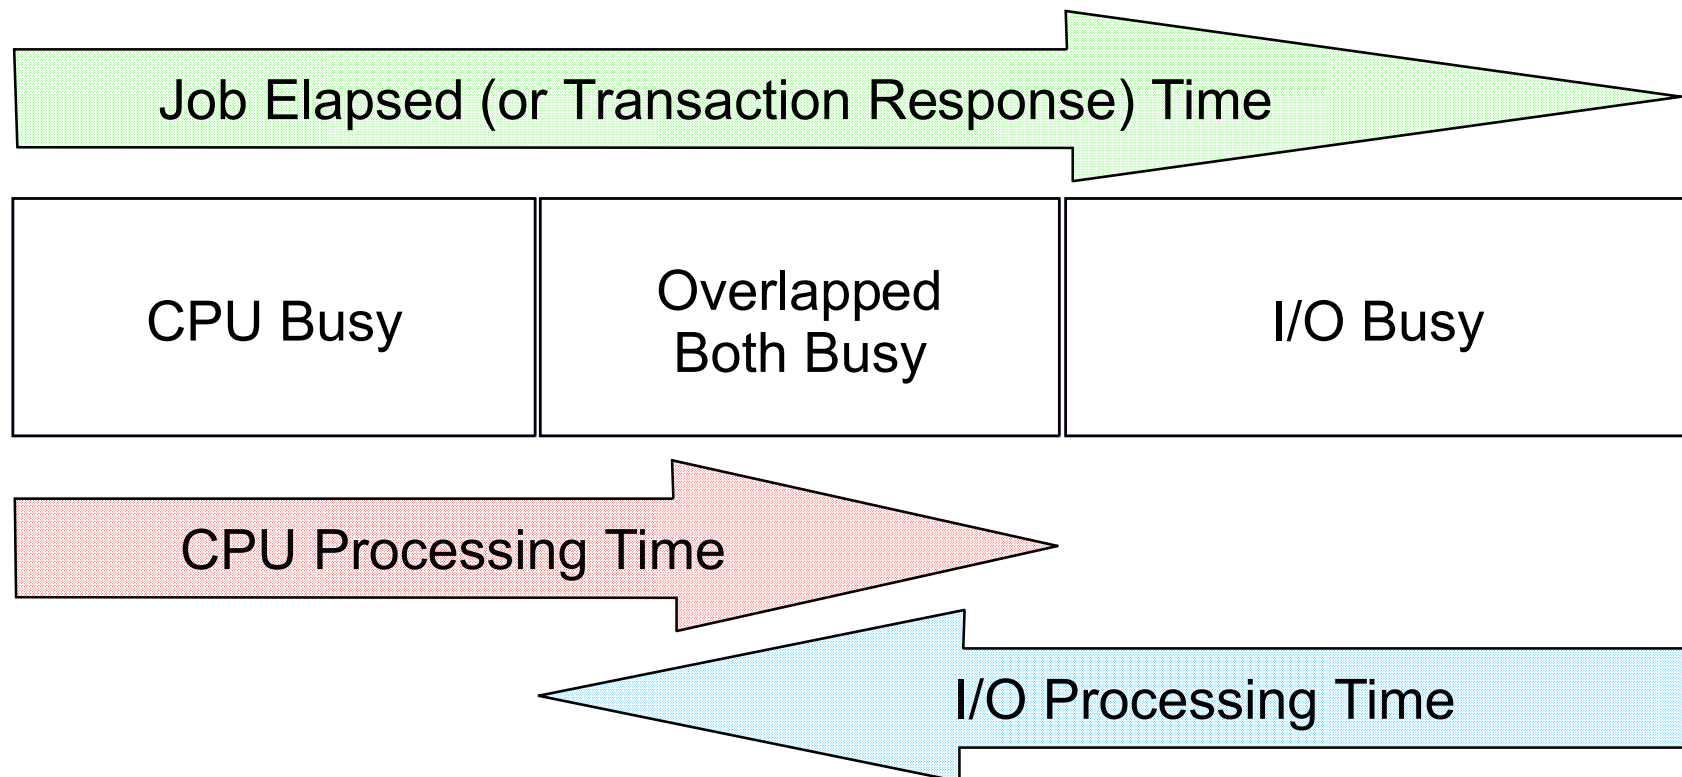 Job Elapsed (or Transaction Response) Time
CPU Busy
Overlapped
Both Busy
I/O Busy
CPU Processing Time
I/O Processing Time